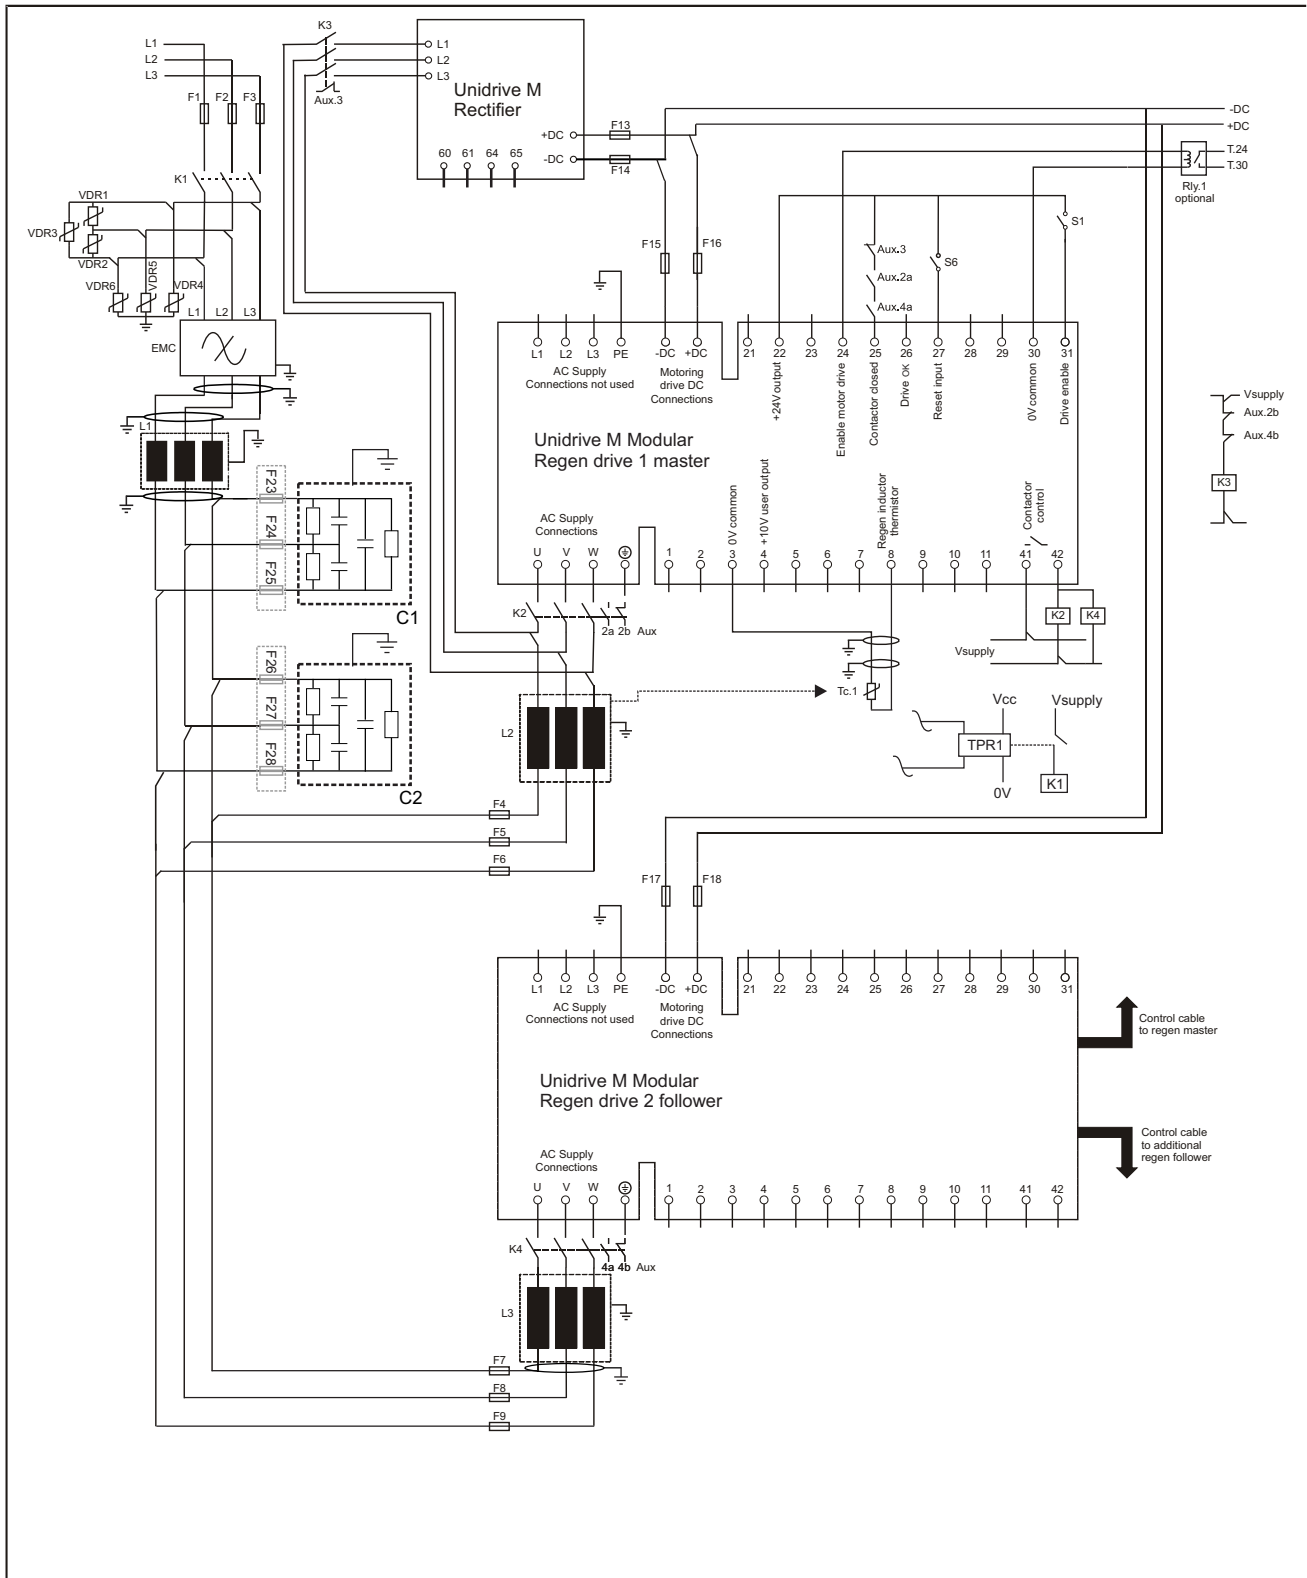 K3
L1
L2
L3
L1
L2
L3
Aux.3
Unidrive M
Rectifier
F1
F2
F3
+DC
-DC
F13
F14
60
61
64
65
-DC
+DC
T.24
T.30
Rly.1
optional
K1
VDR1
VDR3
VDR2
VDR5
VDR6
VDR4
L1
L2
L3
EMC
F15
F16
Aux.3
Aux.2a
Aux.4a
S6
S1
L1
L2
L3
PE
-DC
+DC
21
22
23
24
25
26
27
28
29
30
31
AC Supply
Connections not used
Motoring
drive DC
Connections
+24V output
Enable motor drive
Contactor closed
Drive OK
Reset input
0V common
Drive enable
Vsupply
Aux.2b
Aux.4b
K3
L1
Unidrive M Modular
Regen drive 1 master
F23
F24
F25
C1
AC Supply
Connections
U
V
W
0V common
+10V user output
Regen inductor
thermistor
Contactor
control
1
2
3
4
5
6
7
8
9
10
11
41
42
K2
2a
2b
Aux
K2
K4
Vsupply
F26
F27
F28
C2
L2
Tc.1
Vcc
Vsupply
TPR1
0V
K1
F4
F5
F6
F17
F18
L1
L2
L3
PE
-DC
+DC
21
22
23
24
25
26
27
28
29
30
31
AC Supply
Connections not used
Motoring
drive DC
Connections
Control cable
to regen master
Unidrive M Modular
Regen drive 2 follower
Control cable
to additional
regen follower
AC Supply
Connections
U
V
W
1
2
3
4
5
6
7
8
9
10
11
41
42
K4
4a
4b
Aux
L3
F7
F8
F9